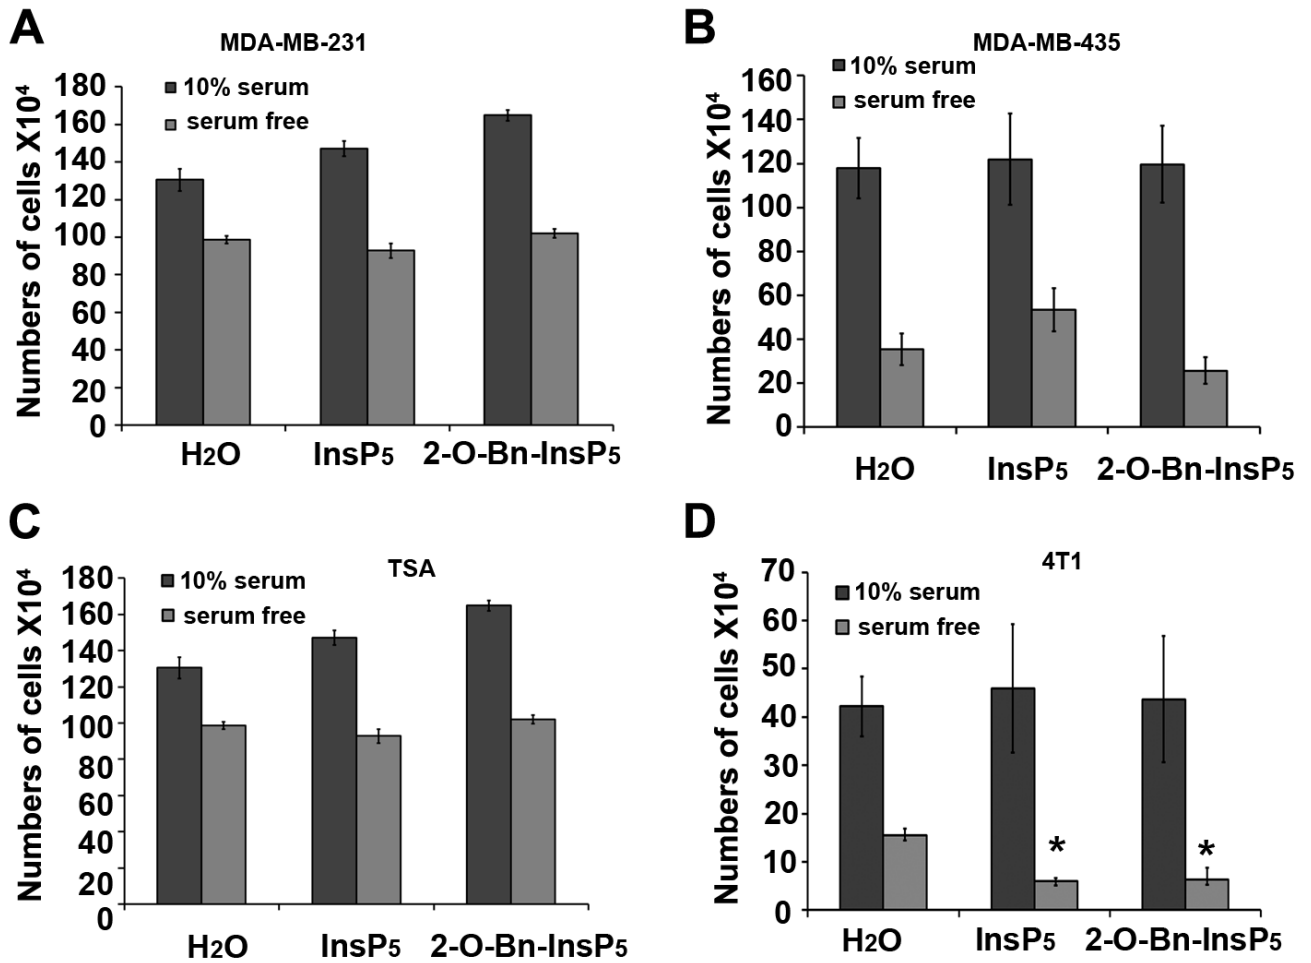 A
MDA-MB-231
Numbers of cells X10⁴
180
160
140
120
100
80
60
40
20
0
10% serum
serum free
H2O
InsP5
2-O-Bn-InsP5
B
MDA-MB-435
Numbers of cells X10⁴
160
140
120
100
80
60
40
20
0
10% serum
serum free
H2O
InsP5
2-O-Bn-InsP5
C
TSA
Numbers of cells X10⁴
180
160
140
120
100
80
60
40
20
0
10% serum
serum free
H2O
InsP5
2-O-Bn-InsP5
D
4T1
Numbers of cells X10⁴
70
60
50
40
30
20
10
0
10% serum
serum free
*
*
H2O
InsP5
2-O-Bn-InsP5